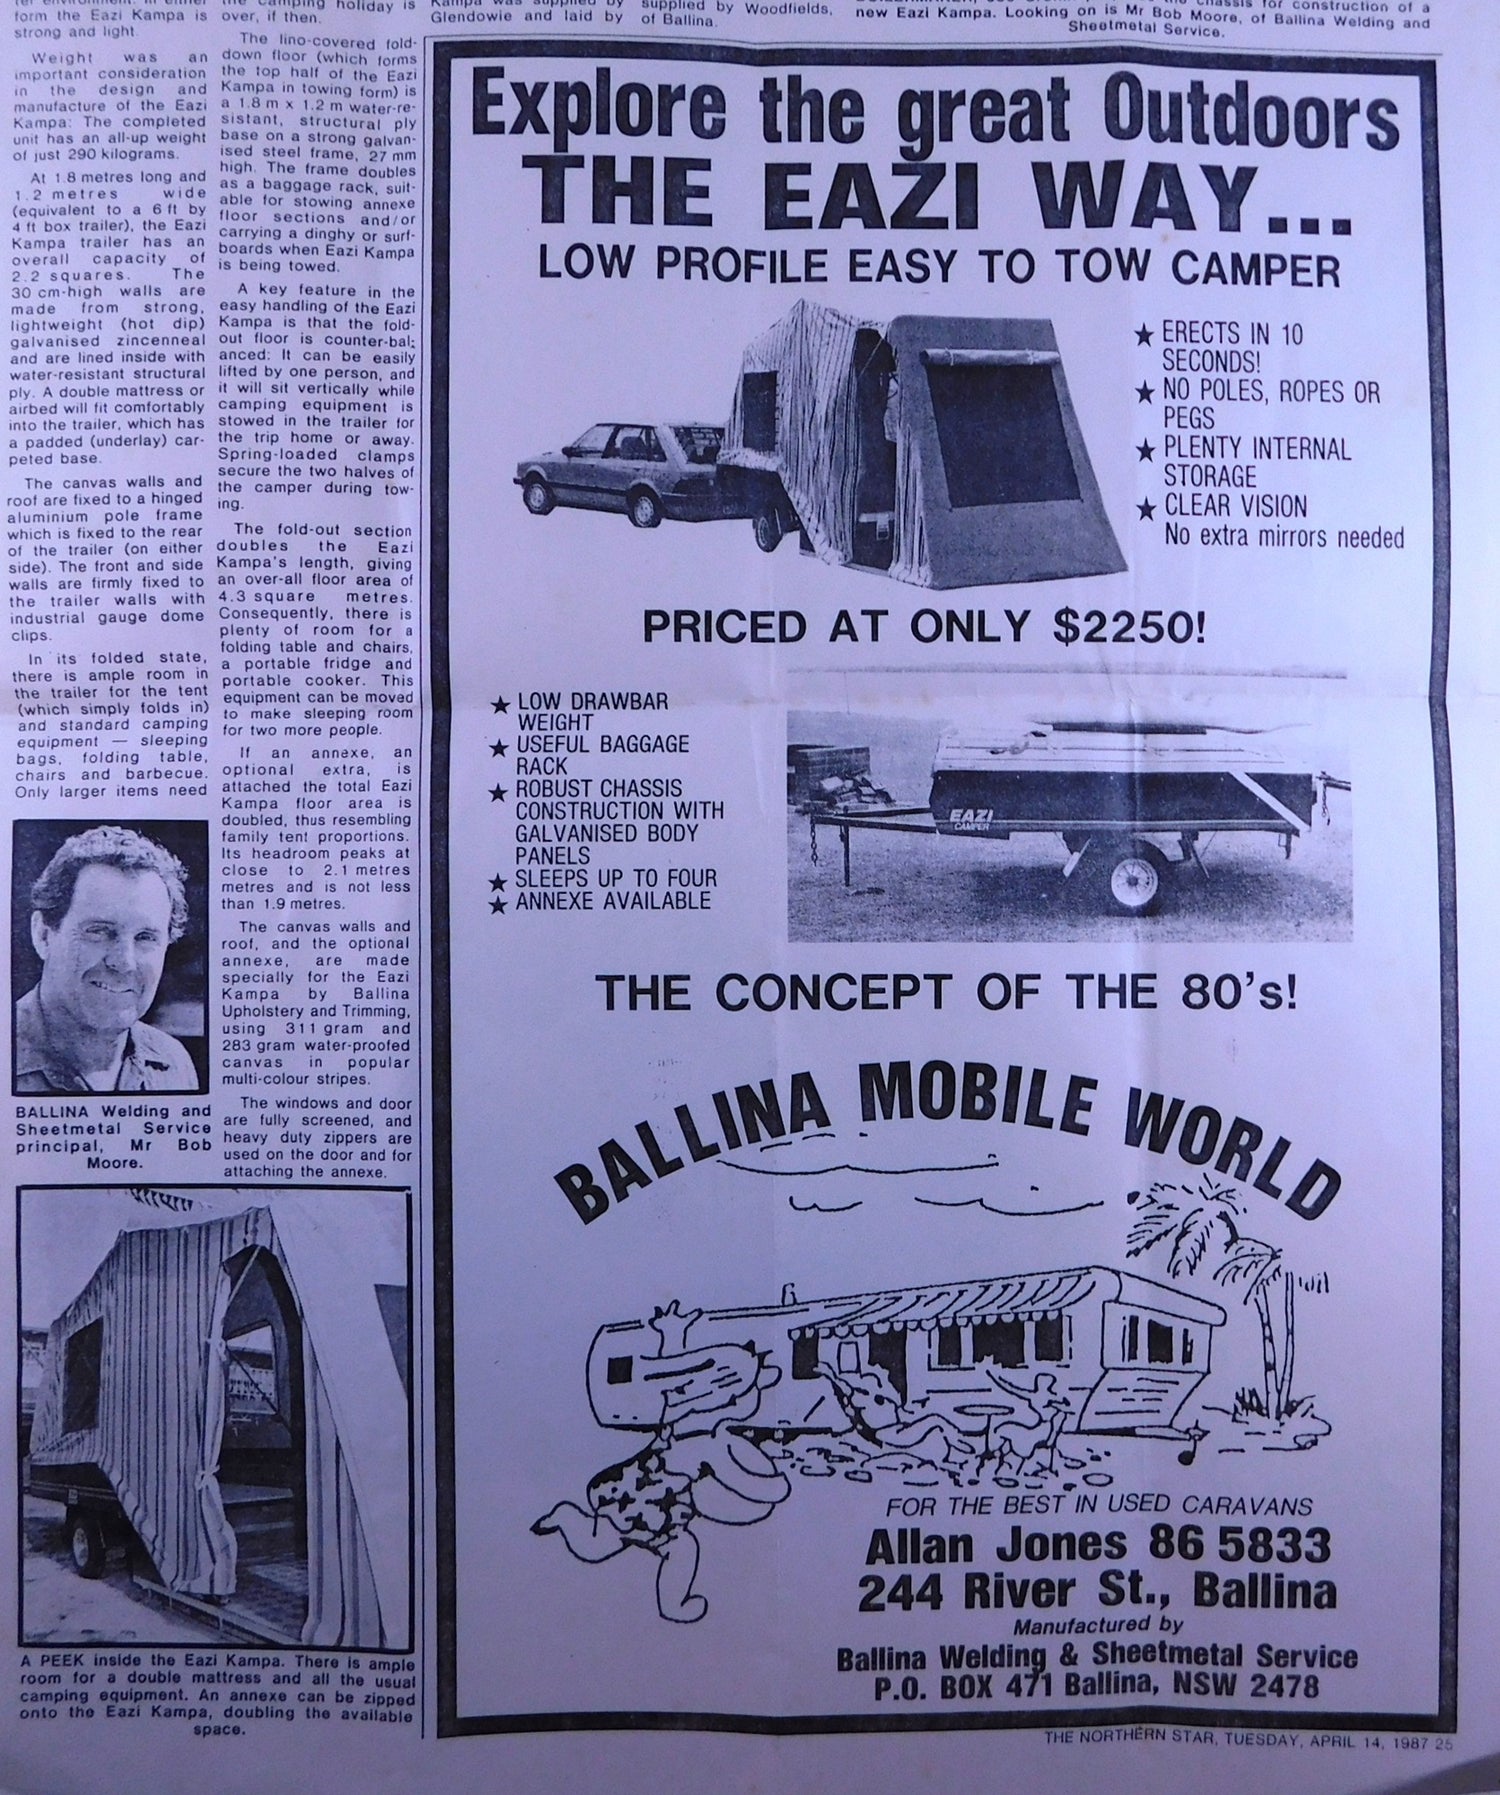 form the Eazi Kampa is
strong and light.
Weight was an
important consideration
in the design and
manufacture of the Eazi
Kampa: The completed
unit has an all-up weight
of just 290 kilograms.
At 1.8 metres long and
1.2 metres wide
(equivalent to a 6 ft by
4 ft box trailer), the Eazi
Kampa trailer has an
overall capacity of
2.2 squares. The
30 cm-high walls are
made from strong,
lightweight (hot dip)
galvanised zincenneal
and are lined inside with
water-resistant structural
ply. A double mattress or
airbed will fit comfortably
into the trailer, which has
a padded (underlay) car-
peted base.
The canvas walls and
roof are fixed to a hinged
aluminium pole frame
which is fixed to the rear
of the trailer (on either
side). The front and side
walls are firmly fixed to
the trailer walls with
industrial gauge dome
clips.
In its folded state,
there is ample room in
the trailer for the tent
(which simply folds in)
and standard camping
equipment — sleeping
bags, folding table,
chairs and barbecue.
Only larger items need
BALLINA Welding and
Sheetmetal Service
principal, Mr Bob
Moore.
camping holiday is
over, if then.
The lino-covered fold-
down floor (which forms
the top half of the Eazi
Kampa in towing form) is
a 1.8 m x 1.2 m water-re-
sistant, structural ply
base on a strong galvan-
ised steel frame, 27 mm
high. The frame doubles
as a baggage rack, suit-
able for stowing annexe
floor sections and/or
carrying a dinghy or surf-
boards when Eazi Kampa
is being towed.
A key feature in the
easy handling of the Eazi
Kampa is that the fold-
out floor is counter-bal-
anced: It can be easily
lifted by one person, and
it will sit vertically while
camping equipment is
stowed in the trailer for
the trip home or away.
Spring-loaded clamps
secure the two halves of
the camper during tow-
ing.
The fold-out section
doubles the Eazi
Kampa's length, giving
an over-all floor area of
4.3 square metres.
Consequently, there is
plenty of room for a
folding table and chairs,
a portable fridge and
portable cooker. This
equipment can be moved
to make sleeping room
for two more people.
If an annexe, an
optional extra, is
attached the total Eazi
Kampa floor area is
doubled, thus resembling
family tent proportions.
Its headroom peaks at
close to 2.1 metres
metres and is not less
than 1.9 metres.
The canvas walls and
roof, and the optional
annexe, are made
specially for the Eazi
Kampa by Ballina
Upholstery and Trimming,
using 311 gram and
283 gram water-proofed
canvas in popular
multi-colour stripes.
The windows and door
are fully screened, and
heavy duty zippers are
used on the door and for
attaching the annexe.
A PEEK inside the Eazi Kampa. There is ample
room for a double mattress and all the usual
camping equipment. An annexe can be zipped
onto the Eazi Kampa, doubling the available
space.
Kampa was supplied by
Glendowie and laid by
supplied by Woodfields,
of Ballina.
chassis for construction of a
new Eazi Kampa. Looking on is Mr Bob Moore, of Ballina Welding and
Sheetmetal Service.
Explore the great Outdoors
THE EAZI WAY...
LOW PROFILE EASY TO TOW CAMPER
★ ERECTS IN 10
SECONDS!
★ NO POLES, ROPES OR
PEGS
★ PLENTY INTERNAL
STORAGE
★ CLEAR VISION
No extra mirrors needed
PRICED AT ONLY $2250!
★ LOW DRAWBAR
WEIGHT
★ USEFUL BAGGAGE
RACK
★ ROBUST CHASSIS
CONSTRUCTION WITH
GALVANISED BODY
PANELS
★ SLEEPS UP TO FOUR
★ ANNEXE AVAILABLE
EAZI
CAMPER
THE CONCEPT OF THE 80's!
BALLINA MOBILE WORLD
FOR THE BEST IN USED CARAVANS
Allan Jones 86 5833
244 River St., Ballina
Manufactured by
Ballina Welding & Sheetmetal Service
P.O. BOX 471 Ballina, NSW 2478
THE NORTHERN STAR, TUESDAY, APRIL 14, 1987 25